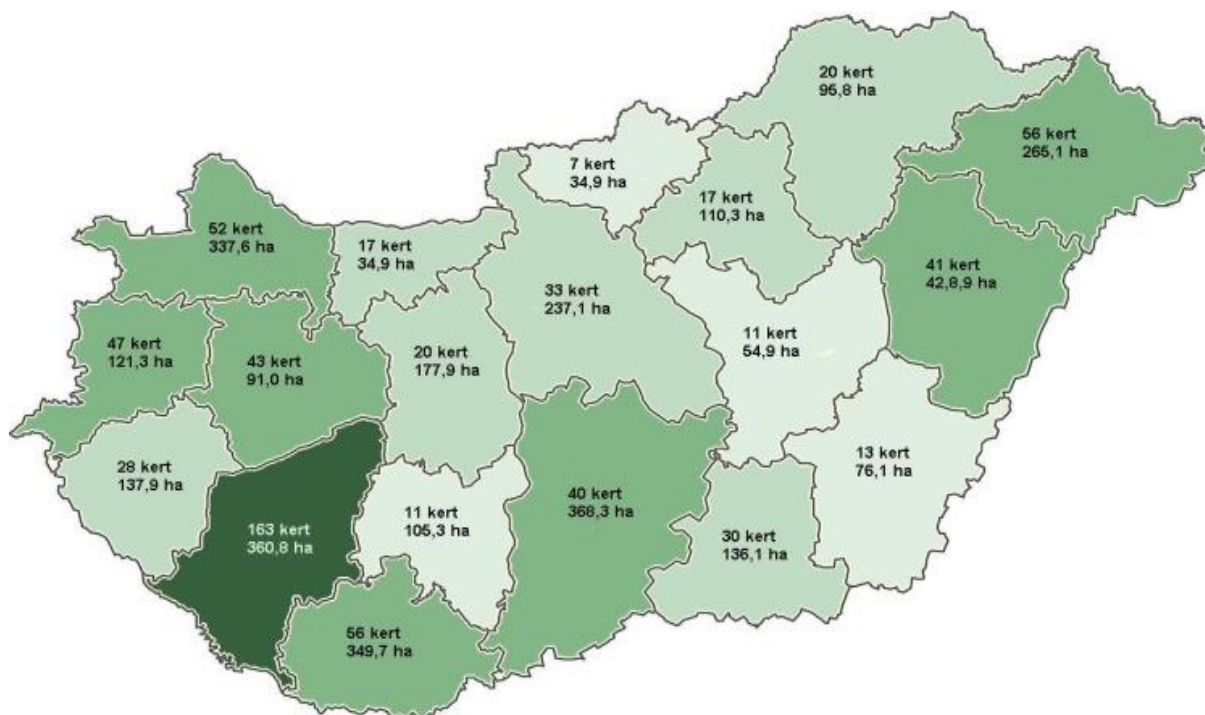 20 kert
95,8 ha
56 kert
265,1 ha
7 kert
34,9 ha
17 kert
110,3 ha
52 kert
337,6 ha
17 kert
34,9 ha
33 kert
237,1 ha
41 kert
42,8,9 ha
47 kert
121,3 ha
43 kert
91,0 ha
20 kert
177,9 ha
11 kert
54,9 ha
28 kert
137,9 ha
13 kert
76,1 ha
163 kert
360,8 ha
11 kert
105,3 ha
40 kert
368,3 ha
30 kert
136,1 ha
56 kert
349,7 ha